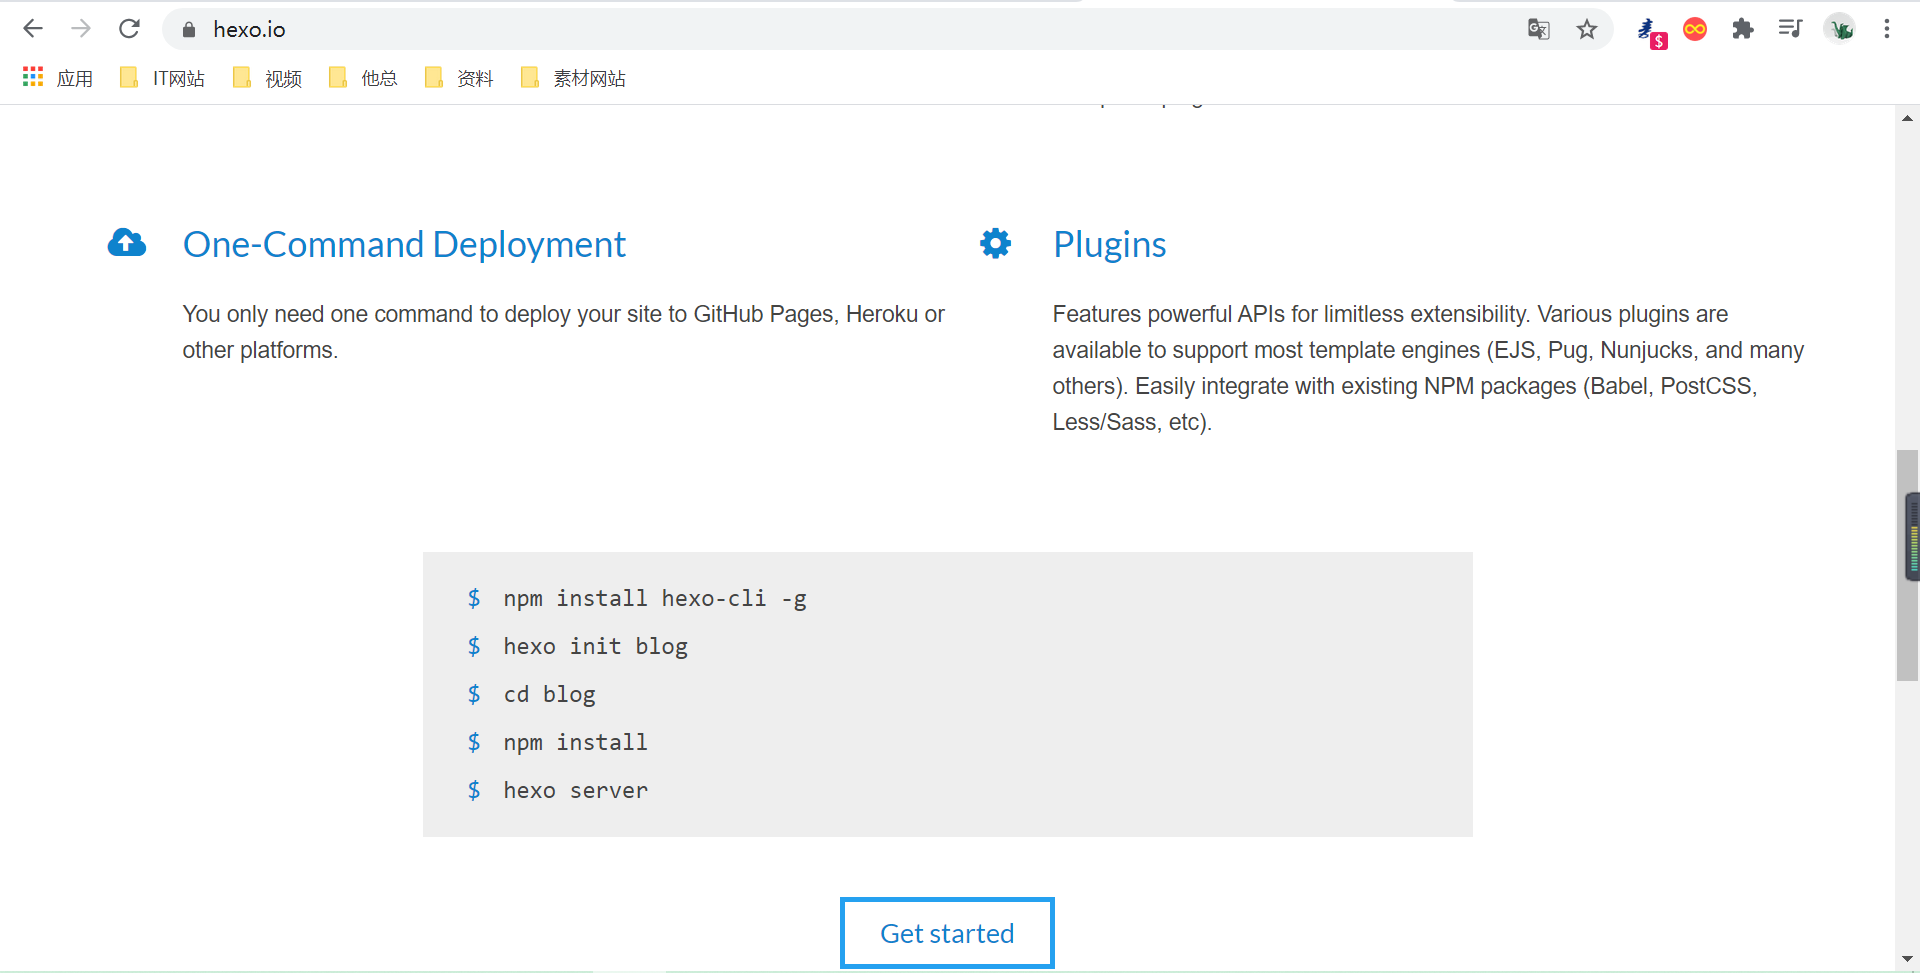 hexo.io
$
应用 IT网站 视频 他总 资料 素材网站
One-Command Deployment
You only need one command to deploy your site to GitHub Pages, Heroku or
other platforms.
Plugins
Features powerful APIs for limitless extensibility. Various plugins are
available to support most template engines (EJS, Pug, Nunjucks, and many
others). Easily integrate with existing NPM packages (Babel, PostCSS,
Less/Sass, etc).
$ npm install hexo-cli -g
$ hexo init blog
$ cd blog
$ npm install
$ hexo server
Get started